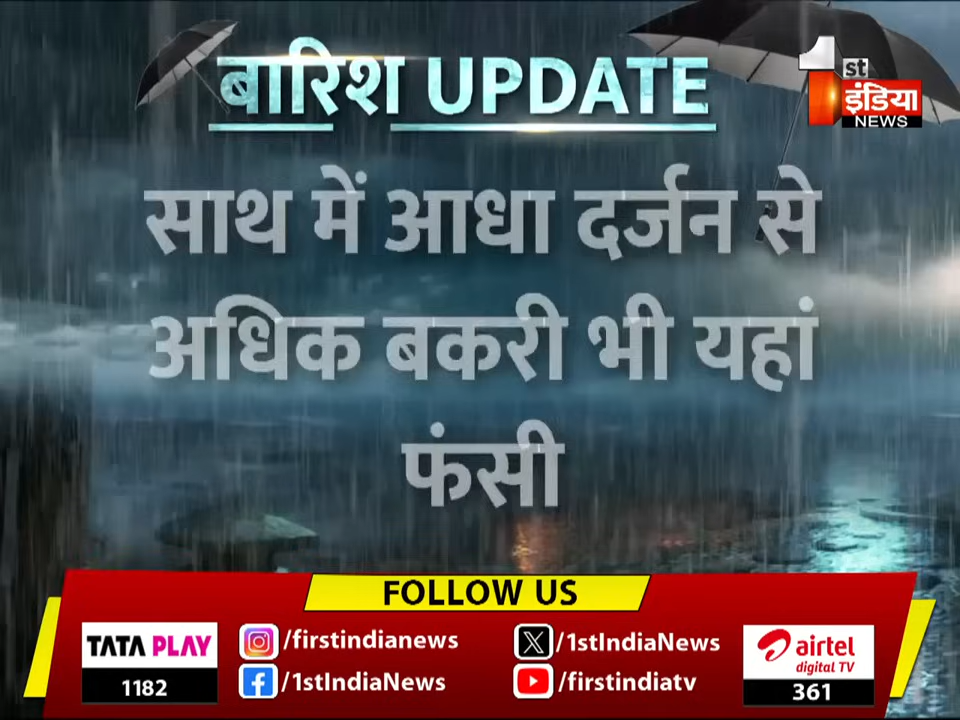 बारिश UPDATE
1st
इंडिया
NEWS
साथ में आधा दर्जन से
अधिक बकरी भी यहां
फंसी
FOLLOW US
TATA PLAY
1182
/firstindianews
/1stIndiaNews
/1stIndiaNews
/firstindiatv
airtel
digital TV
361